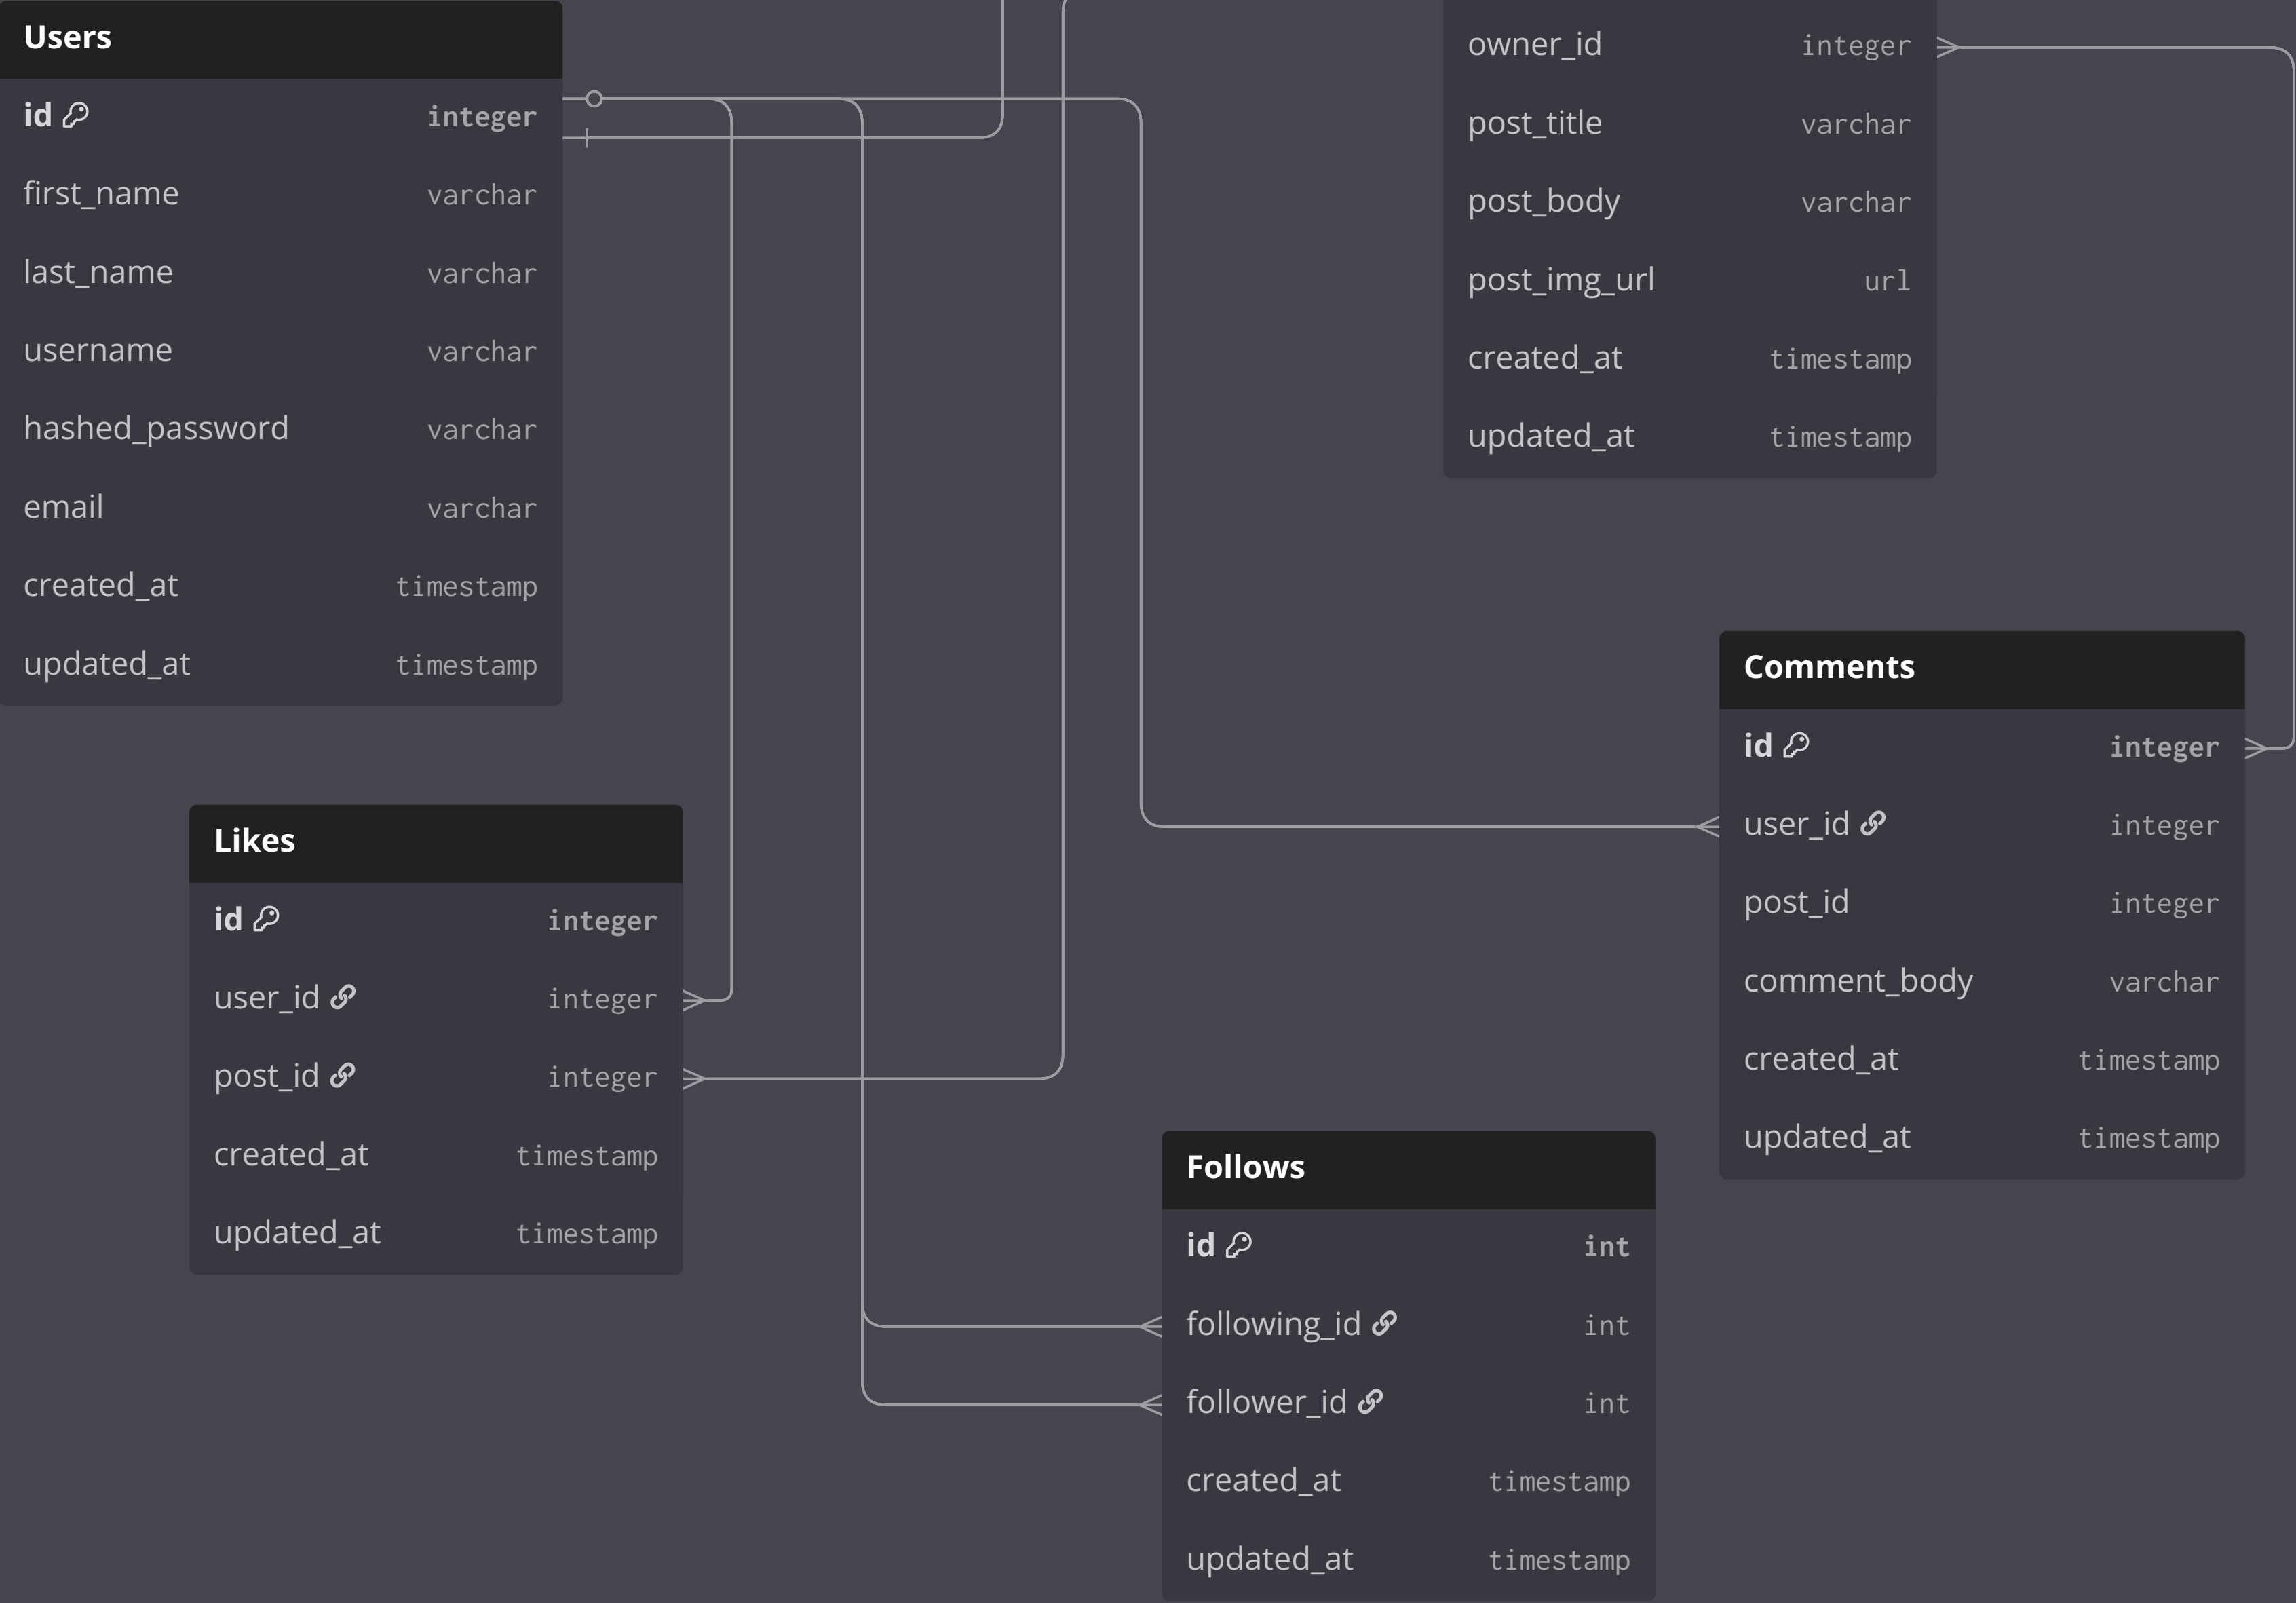 Users
id integer
first_name varchar
last_name varchar
username varchar
hashed_password varchar
email varchar
created_at timestamp
updated_at timestamp
owner_id integer
post_title varchar
post_body varchar
post_img_url url
created_at timestamp
updated_at timestamp
Likes
id integer
user_id integer
post_id integer
created_at timestamp
updated_at timestamp
Comments
id integer
user_id integer
post_id integer
comment_body varchar
created_at timestamp
updated_at timestamp
Follows
id int
following_id int
follower_id int
created_at timestamp
updated_at timestamp